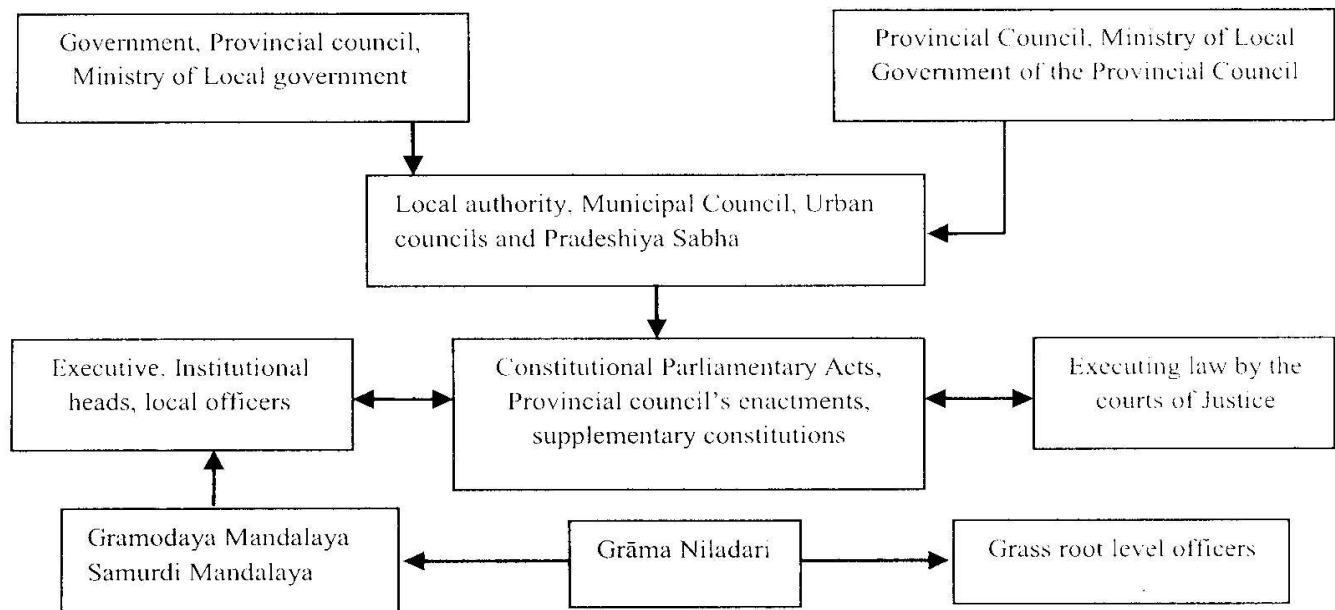 Government, Provincial council,
Ministry of Local government
Provincial Council, Ministry of Local
Government of the Provincial Council
Local authority, Municipal Council, Urban
councils and Pradeshiya Sabha
Executive, Institutional
heads, local officers
Constitutional Parliamentary Acts,
Provincial council's enactments,
supplementary constitutions
Executing law by the
courts of Justice
Gramodaya Mandalaya
Samurdi Mandalaya
Grāma Niladari
Grass root level officers